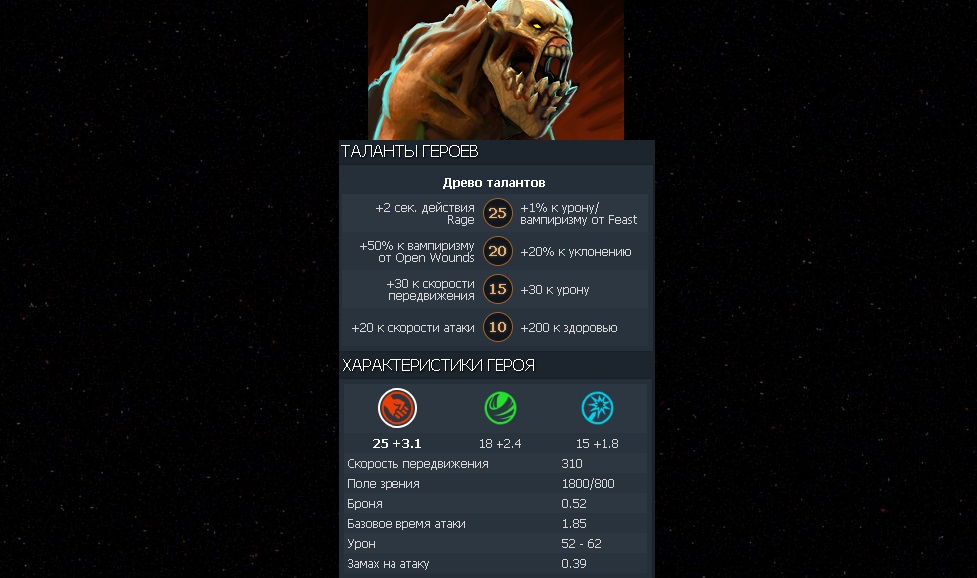 ТАЛАНТЫ ГЕРОЕВ
Древо талантов
+2 сек. действия
Rage
25
+1% к урону/
вампиризму от Feast
+50% к вампиризму
от Open Wounds
20
+20% к уклонению
+30 к скорости
передвижения
15
+30 к урону
+20 к скорости атаки
10
+200 к здоровью
ХАРАКТЕРИСТИКИ ГЕРОЯ
25 +3.1 18 +2.4 15 +1.8
Скорость передвижения 310
Поле зрения 1800/800
Броня 0.52
Базовое время атаки 1.85
Урон 52 - 62
Замах на атаку 0.39